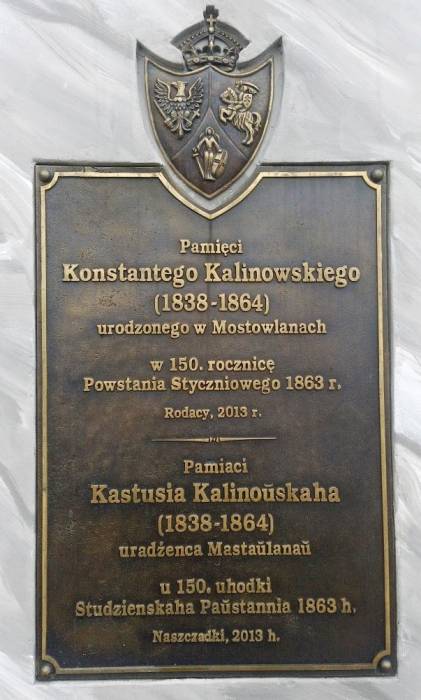 Pamięci
Konstantego Kalinowskiego
(1838-1864)
urodzonego w Mostowlanach
w 150. rocznicę
Powstania Styczniowego 1863 r.
Rodacy, 2013 r.
Pamiaci
Kastusia Kalinoŭskaha
(1838-1864)
uradżenca Mastaŭlanaŭ
u 150. uhodki
Studzienskaha Paŭstannia 1863 h.
Naszczadki, 2013 h.